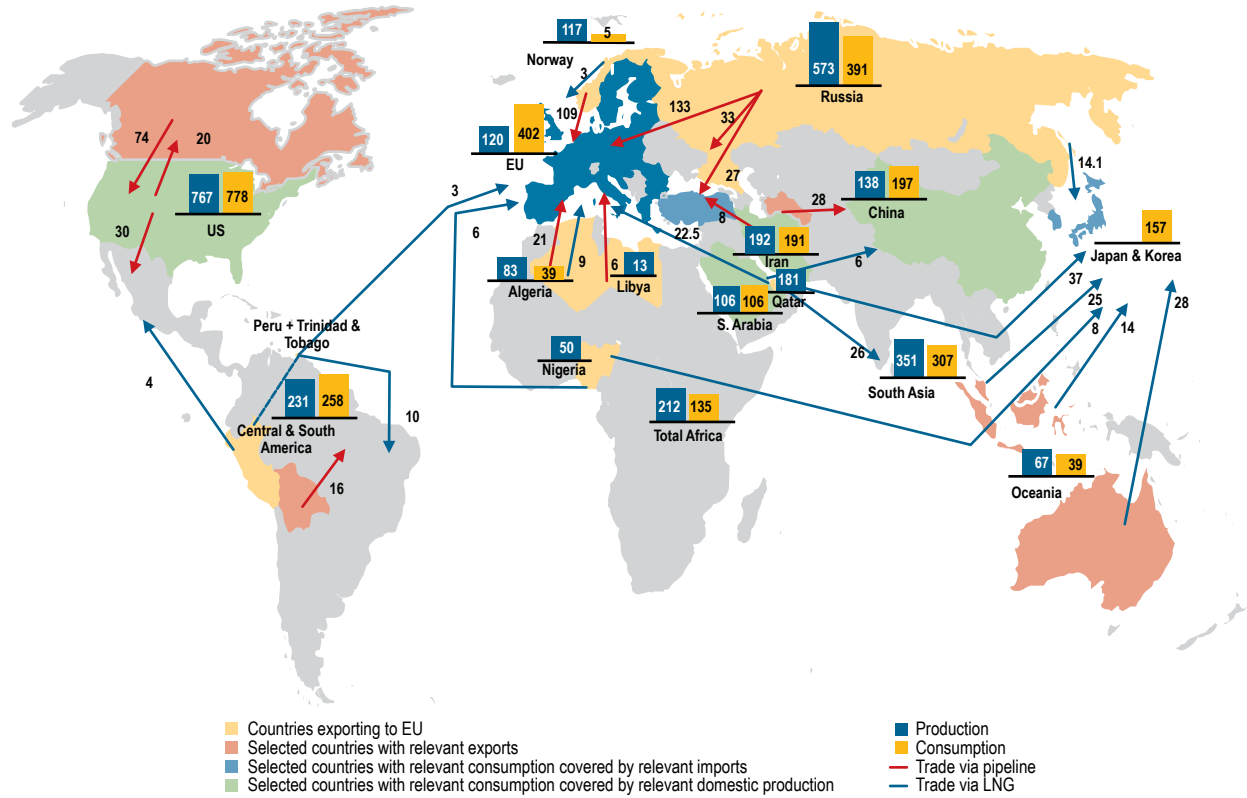 117
5
Norway
3
109
573
391
Russia
133
33
27
120
402
EU
74
20
767
778
US
30
3
6
21
9
6
83
39
Algeria
13
Libya
8
22.5
192
191
Iran
28
138
197
China
14.1
157
Japan & Korea
6
181
Qatar
106
106
S. Arabia
37
25
8
14
28
Peru + Trinidad &
Tobago
50
Nigeria
26
351
307
South Asia
4
231
258
Central & South
America
10
212
135
Total Africa
16
67
39
Oceania
Countries exporting to EU
Selected countries with relevant exports
Selected countries with relevant consumption covered by relevant imports
Selected countries with relevant consumption covered by relevant domestic production
Production
Consumption
Trade via pipeline
Trade via LNG